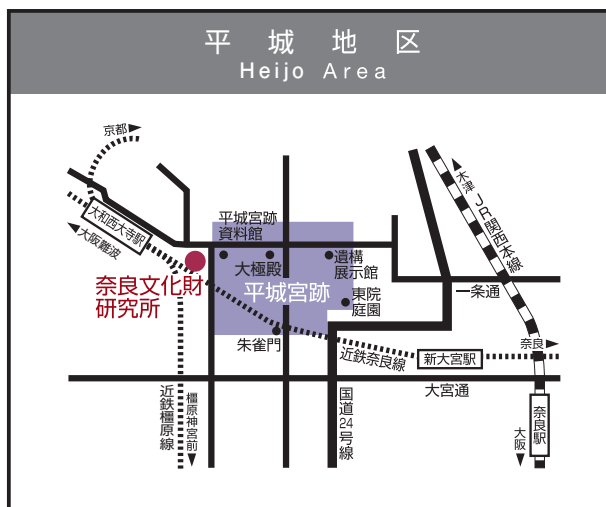 平城地区
Heijo Area
京都
木津
JR関西本線
大和西大寺駅
大阪難波
平城宮跡
資料館
大極殿
遺構
展示館
奈良文化財
研究所
平城宮跡
東院
庭園
一条通
朱雀門
近鉄奈良線
新大宮駅
奈良
大宮通
近鉄橿原線
橿原神宮前
国道24号線
大阪
奈良駅